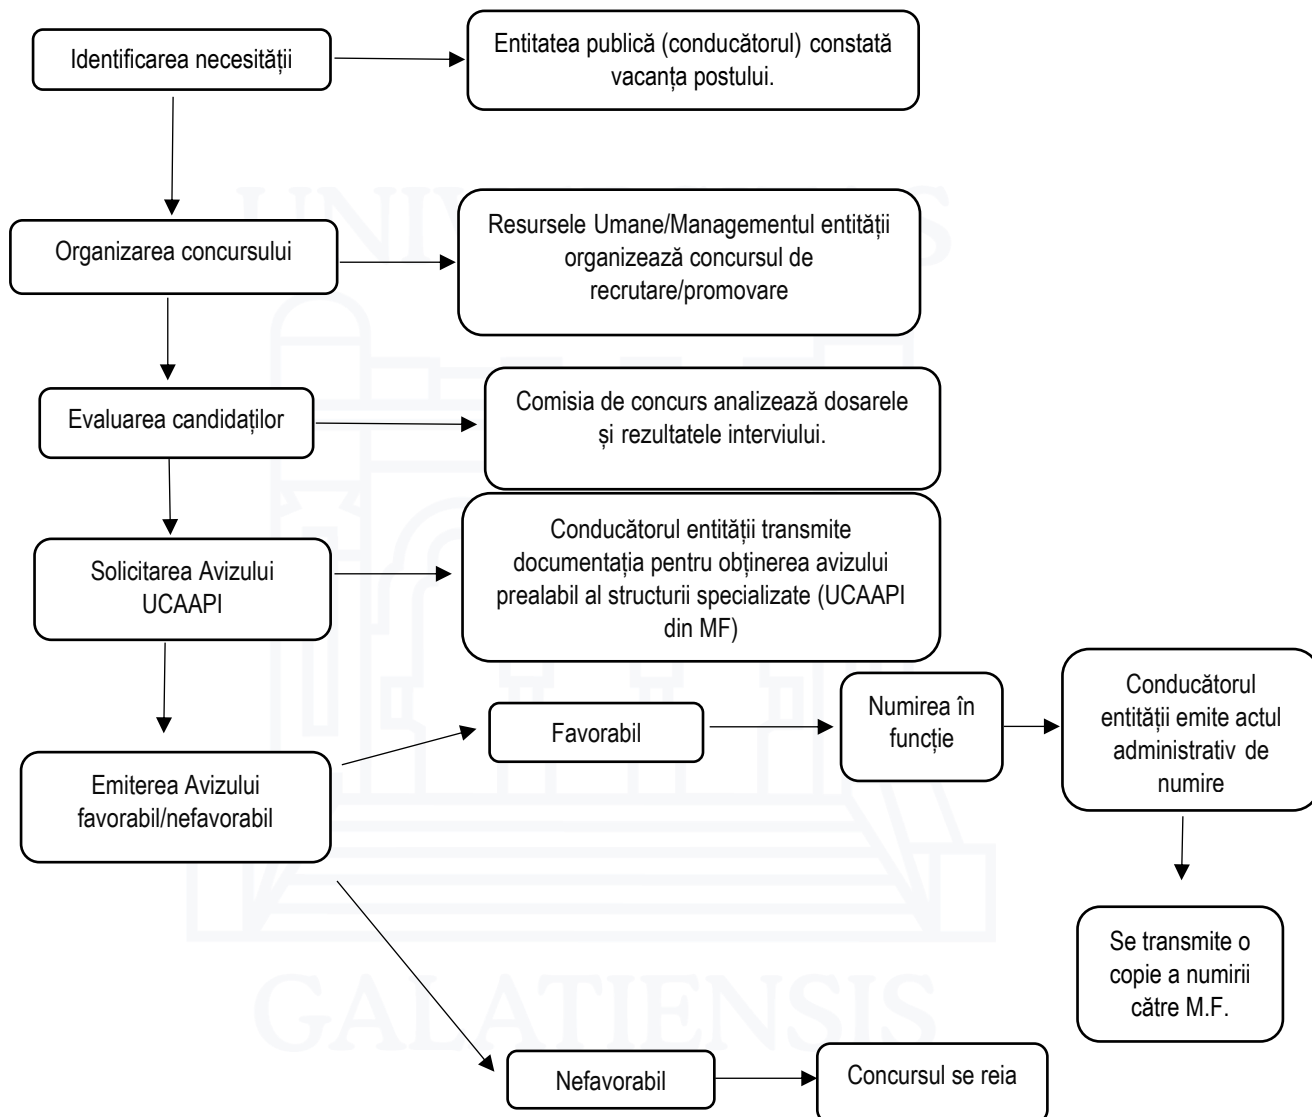 Identificarea necesității
Entitatea publică (conducătorul) constată
vacanța postului.
Organizarea concursului
Resursele Umane/Managementul entității
organizează concursul de
recrutare/promovare
Evaluarea candidaților
Comisia de concurs analizează dosarele
și rezultatele interviului.
Solicitarea Avizului
UCAAPI
Conducătorul entității transmite
documentația pentru obținerea avizului
prealabil al structurii specializate (UCAAPI
din MF)
Emiterea Avizului
favorabil/nefavorabil
Favorabil
Numirea în
funcție
Conducătorul
entității emite actul
administrativ de
numire
Se transmite o
copie a numirii
către M.F.
Nefavorabil
Concursul se reia
GALATIENSIS